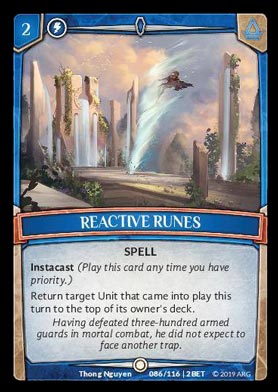 2
REACTIVE RUNES
SPELL
Instacast (Play this card any time you have
priority.)
Return target Unit that came into play this
turn to the top of its owner's deck.
Having defeated three-hundred armed
guards in mortal combat, he did not expect to
face another trap.
Thong Nguyen 086/116 | 2BET © 2019 ARG